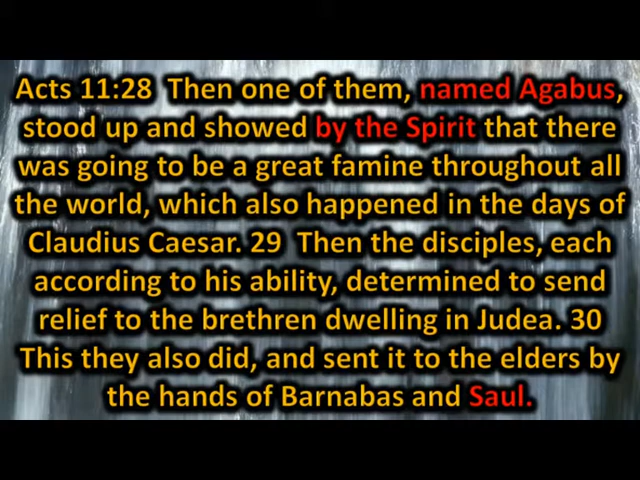 Acts 11:28  Then one of them, named Agabus,
stood up and showed by the Spirit that there
was going to be a great famine throughout all
the world, which also happened in the days of
Claudius Caesar. 29  Then the disciples, each
according to his ability, determined to send
relief to the brethren dwelling in Judea. 30
This they also did, and sent it to the elders by
the hands of Barnabas and Saul.